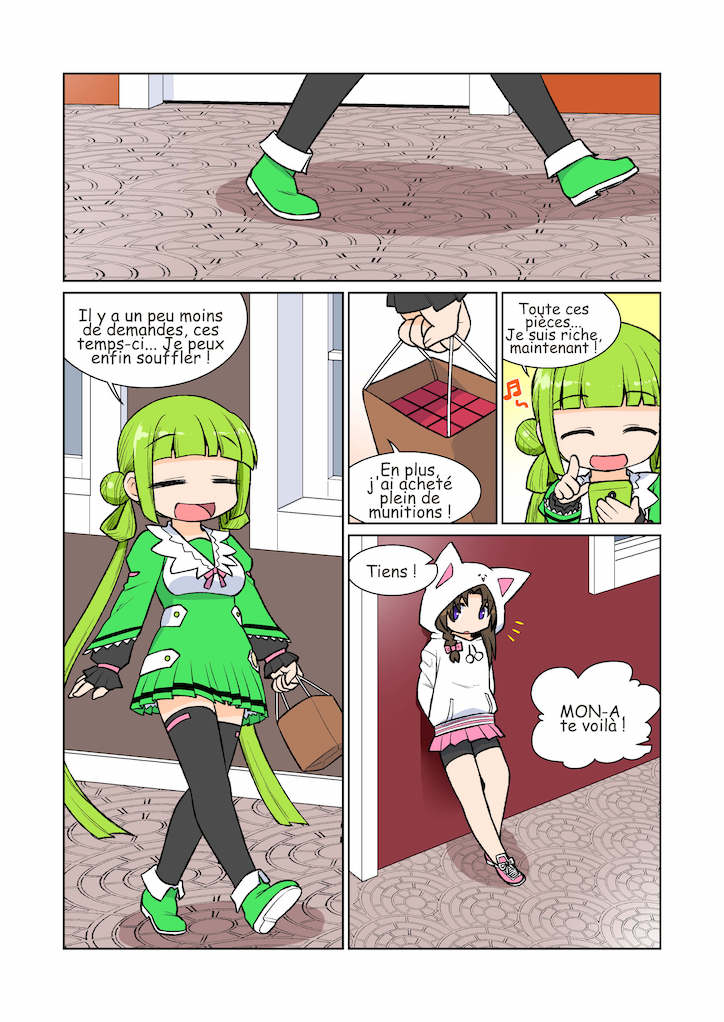 Il y a un peu moins
de demandes, ces
temps-ci... Je peux
enfin souffler !
En plus,
j'ai acheté
plein de
munitions !
Toute ces
pièces...
Je suis riche,
maintenant !
Tiens !
MON-A
te voilà !